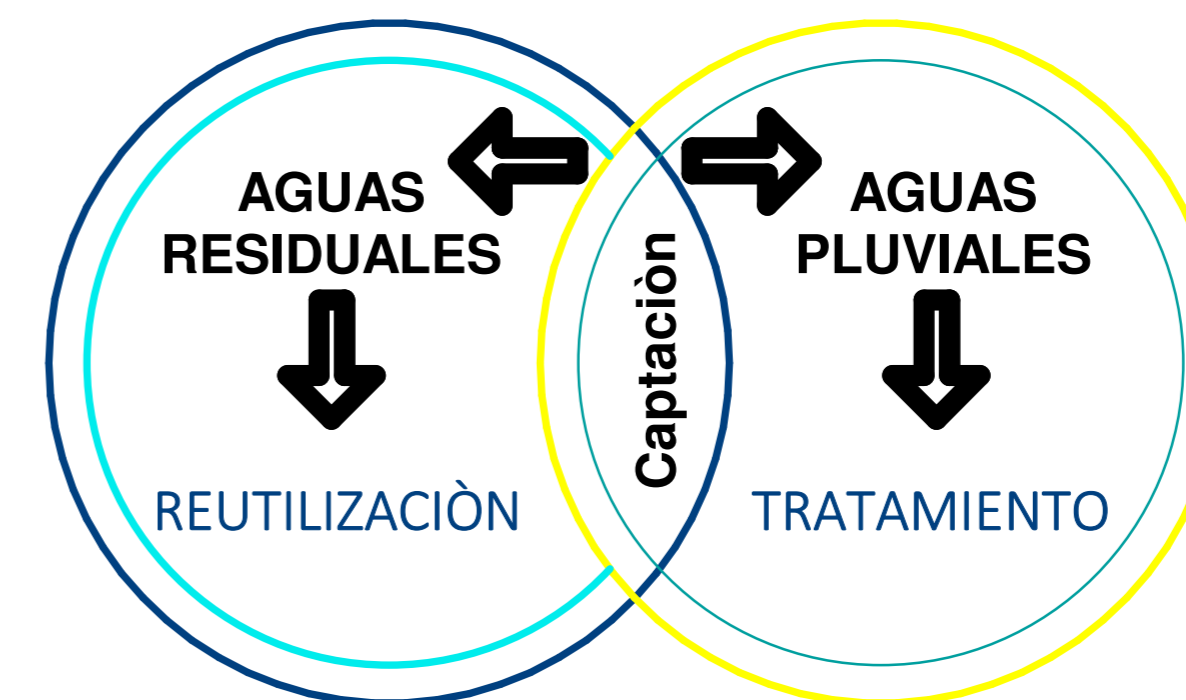 AGUAS
RESIDUALES
REUTILIZACIÒN
Captaciòn
AGUAS
PLUVIALES
TRATAMIENTO